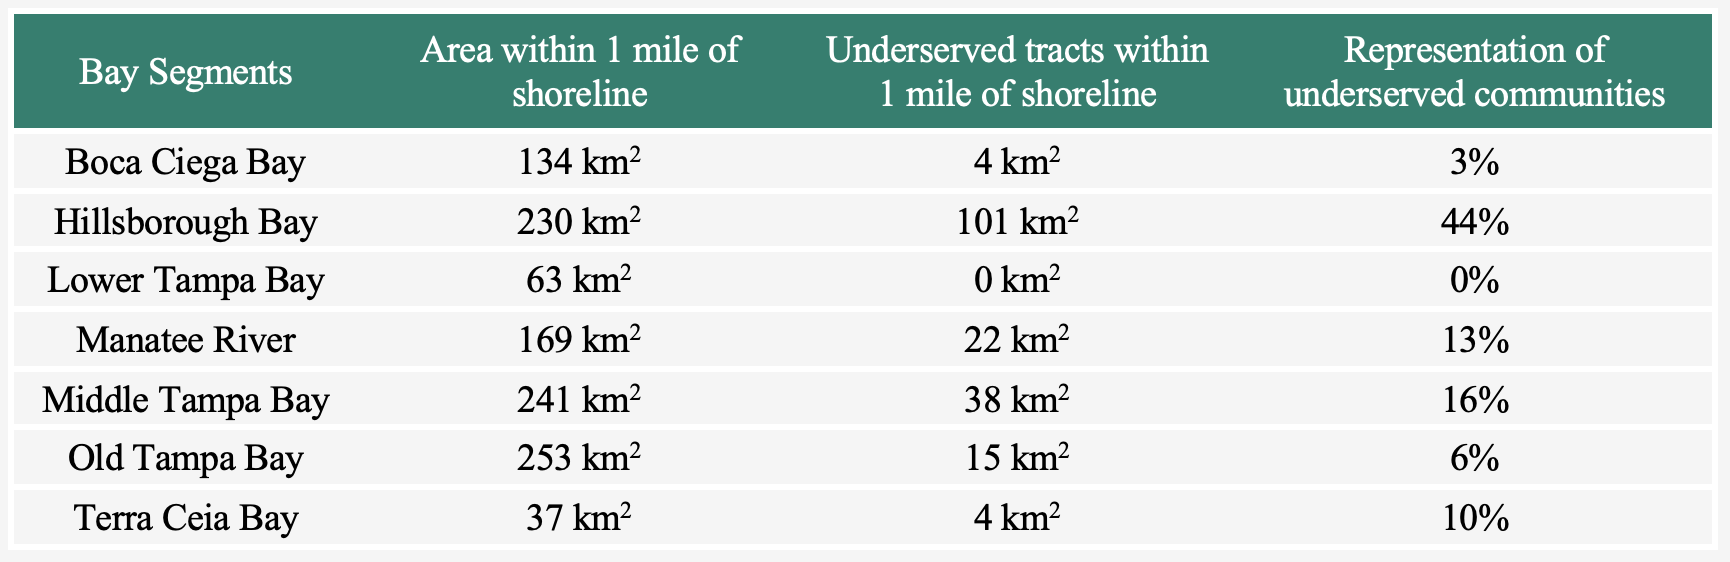 Bay Segments Area within 1 mile of shoreline Underserved tracts within 1 mile of shoreline Representation of underserved communities
Boca Ciega Bay 134 km² 4 km² 3%
Hillsborough Bay 230 km² 101 km² 44%
Lower Tampa Bay 63 km² 0 km² 0%
Manatee River 169 km² 22 km² 13%
Middle Tampa Bay 241 km² 38 km² 16%
Old Tampa Bay 253 km² 15 km² 6%
Terra Ceia Bay 37 km² 4 km² 10%